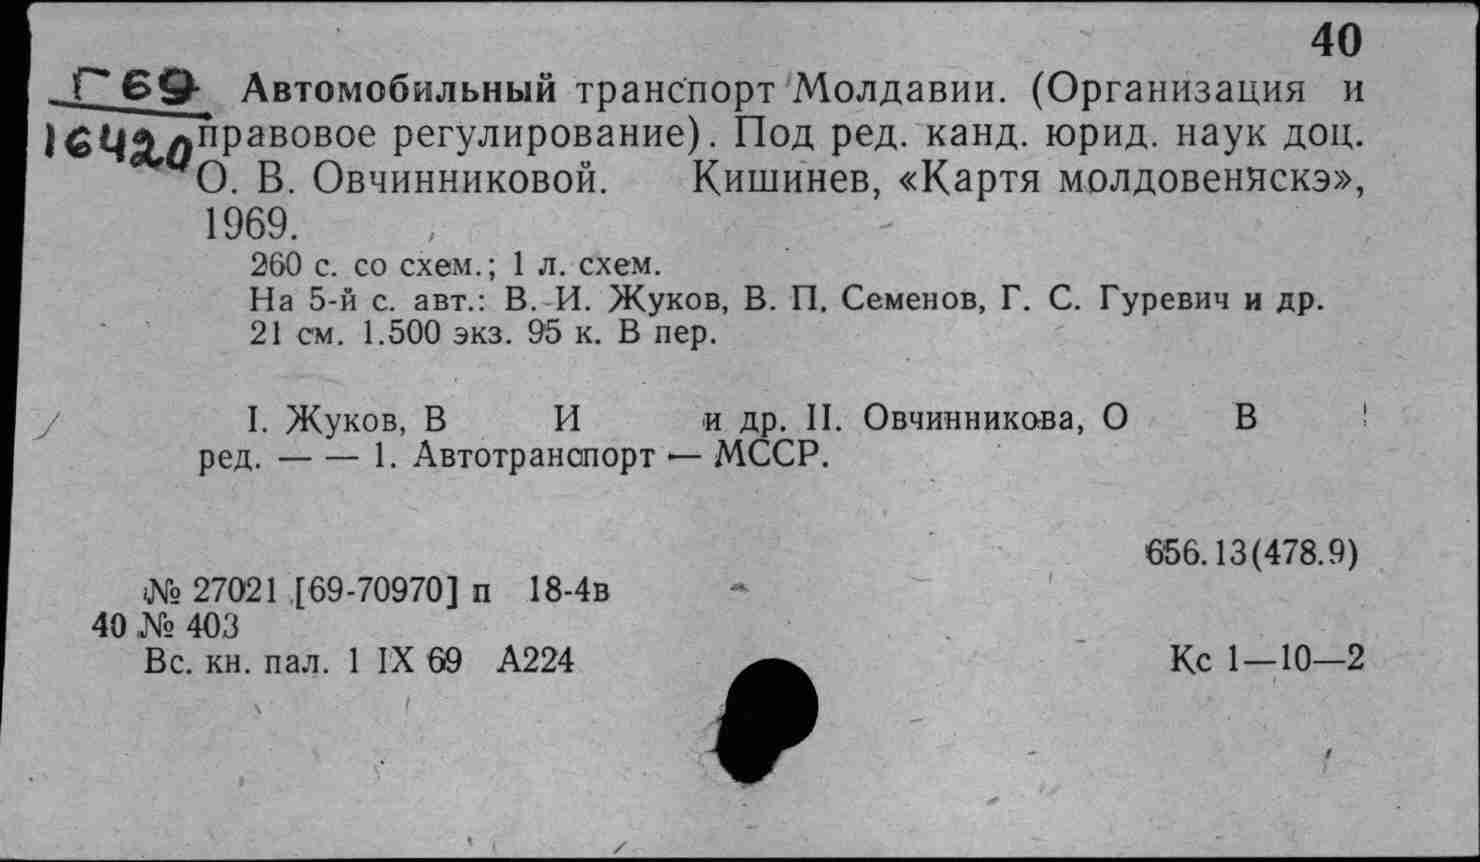 40
Г69 Автомобильный транспорт Молдавии. (Организация и
16420 правовое регулирование). Под ред. канд. юрид. наук доц.
О. В. Овчинниковой. Кишинев, «Картя молдовеняскэ»,
1969.
260 с. со схем.; 1 л. схем.
На 5-й с. авт.: В. И. Жуков, В. П. Семенов, Г. С. Гуревич и др.
21 см. 1.500 экз. 95 к. В пер.
I. Жуков, В И и др. II. Овчинникова, О В
ред. — — 1. Автотранспорт — МССР.
656.13(478.9)
№ 27021 [69-70970] п 18-4в
40 № 403
Вс. кн. пал. 1 IX 69 А224 Кс 1—10—2